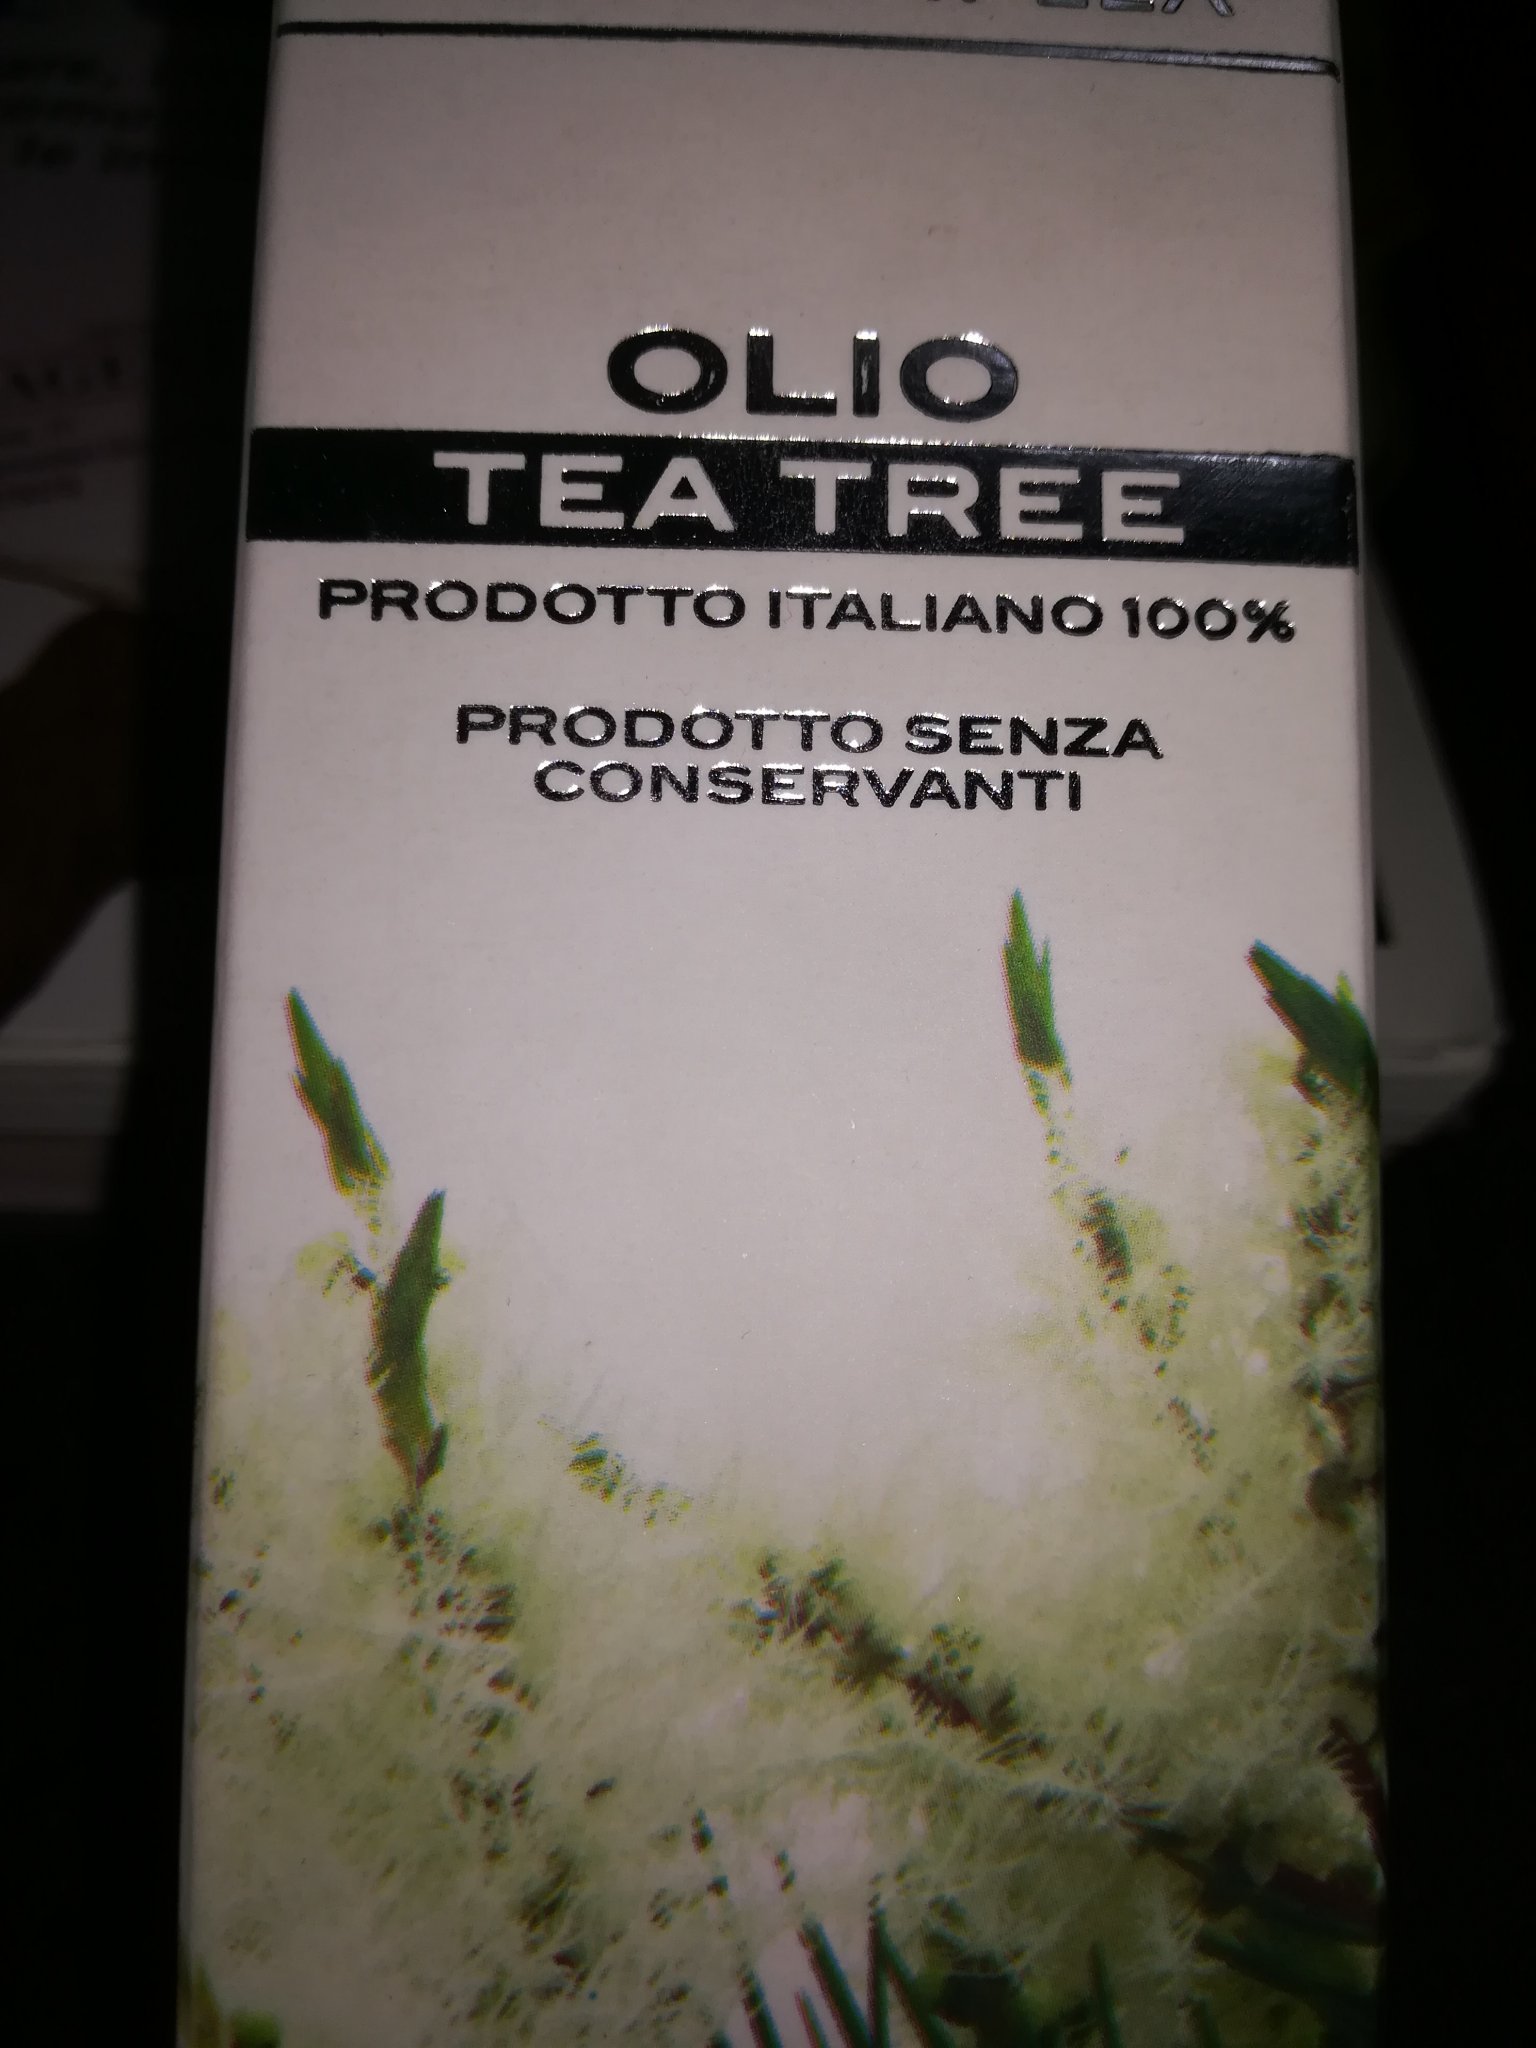 OLIO
TEA TREE
PRODOTTO ITALIANO 100%
PRODOTTO SENZA
CONSERVANTI